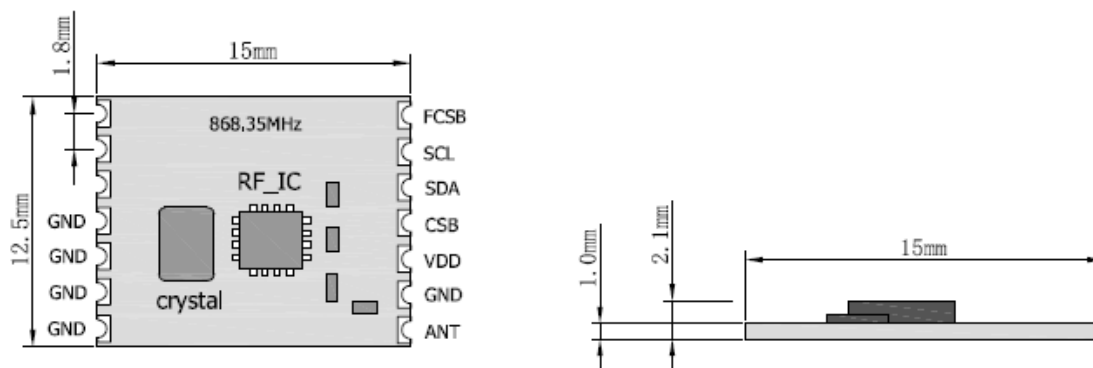 15mm
1.8mm
12.5mm
868.35MHz
RF_IC
crystal
GND
GND
GND
GND
FCSB
SCL
SDA
CSB
VDD
GND
ANT
1.0mm
2.1mm
15mm